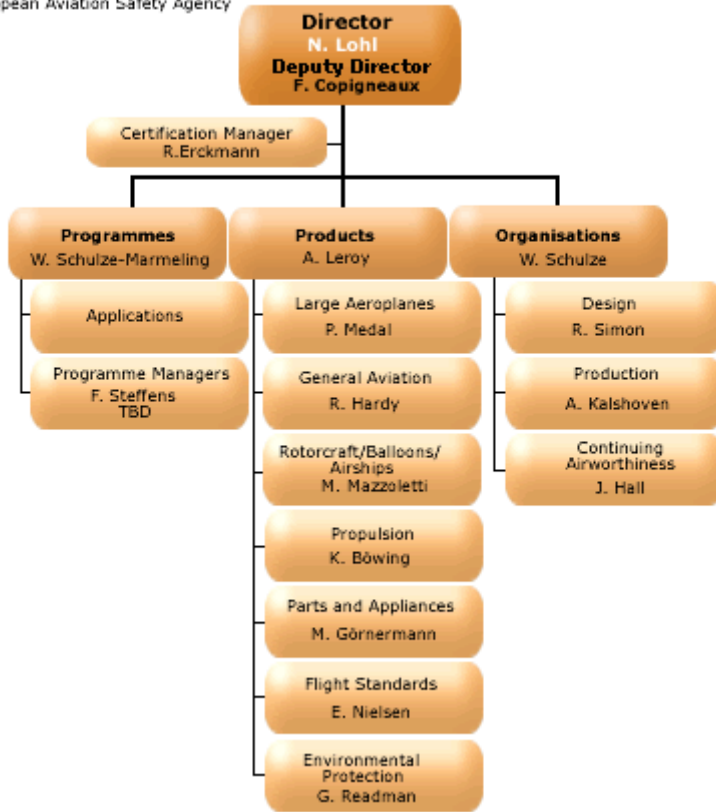 pean Aviation Safety Agency
Director
N. Lohl
Deputy Director
F. Copigneaux
Certification Manager
R.Erckmann
Programmes
W. Schulze-Marmeling
Applications
Programme Managers
F. Steffens
TBD
Products
A. Leroy
Large Aeroplanes
P. Medal
General Aviation
R. Hardy
Rotorcraft/Balloons/
Airships
M. Mazzoletti
Propulsion
K. Böwing
Parts and Appliances
M. Görnermann
Flight Standards
E. Nielsen
Environmental
Protection
G. Readman
Organisations
W. Schulze
Design
R. Simon
Production
A. Kalshoven
Continuing
Airworthiness
J. Hall